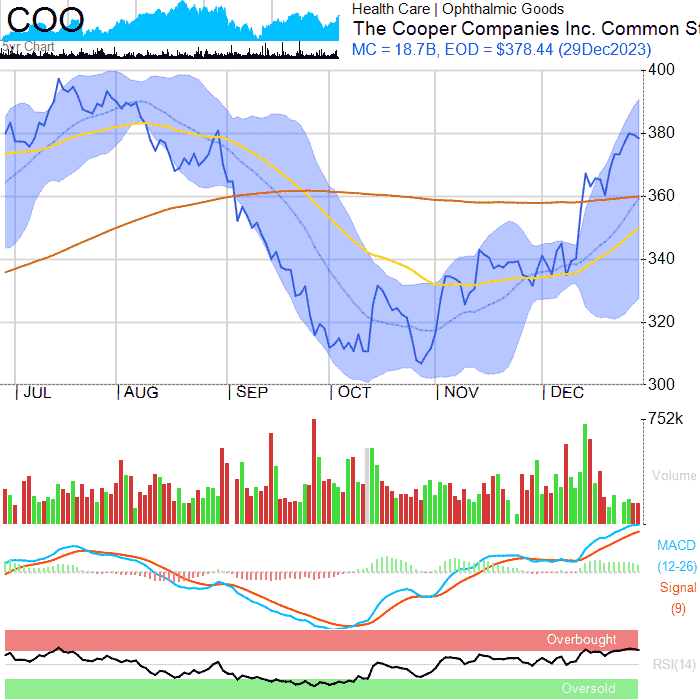 COO
5yr Chart
Health Care | Ophthalmic Goods
The Cooper Companies Inc. Common St
MC = 18.7B, EOD = $378.44 (29Dec2023)
400
380
360
340
320
300
JUL AUG SEP OCT NOV DEC
752k
Volume
MACD
(12-26)
Signal
(9)
Overbought
RSI(14)
Oversold